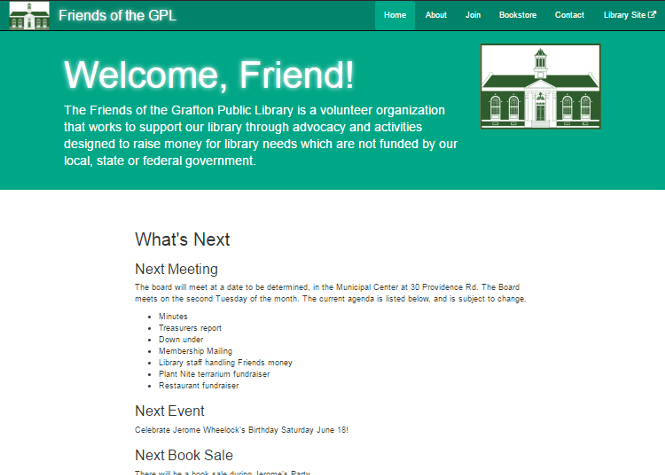 Friends of the GPL
Home About Join Bookstore Contact Library Site
Welcome, Friend!
The Friends of the Grafton Public Library is a volunteer organization
that works to support our library through advocacy and activities
designed to raise money for library needs which are not funded by our
local, state or federal government.
What's Next
Next Meeting
The board will meet at a date to be determined, in the Municipal Center at 30 Providence Rd. The Board
meets on the second Tuesday of the month. The current agenda is listed below, and is subject to change.
Minutes
Treasurers report
Down under
Membership Mailing
Library staff handling Friends money
Plant Nite terrarium fundraiser
Restaurant fundraiser
Next Event
Celebrate Jerome Wheelock's Birthday Saturday June 18!
Next Book Sale
There will be a book sale during Jerome's Party